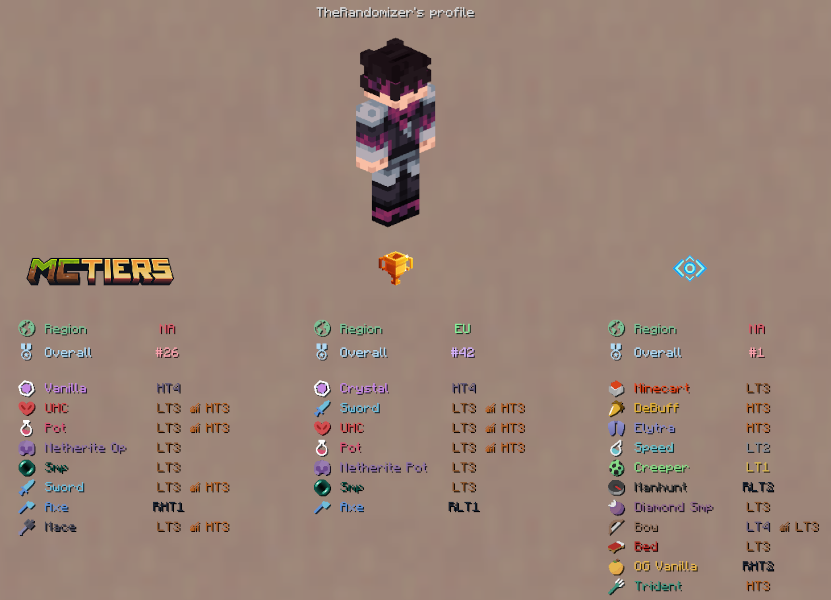 TheRandomizer's profile
MCTIERS
Region NA
Overall #26
Vanilla HT4
UHC LT3 HT3
Pot LT3 HT3
Netherite Op LT3
Smp LT3
Sword LT3 HT3
Axe RHT1
Mace LT3 HT3
Region EU
Overall #42
Crystal HT4
Sword LT3 HT3
UHC LT3 HT3
Pot LT3 HT3
Netherite Pot LT3
Smp LT3
Axe RLT1
Region NA
Overall #1
Minecart LT3
DeBuff HT3
Elytra HT3
Speed LT2
Creeper LT1
Manhunt RLT2
Diamond Smp LT3
Bow LT4 LT3
Bed LT3
OG Vanilla RHT2
Trident HT3